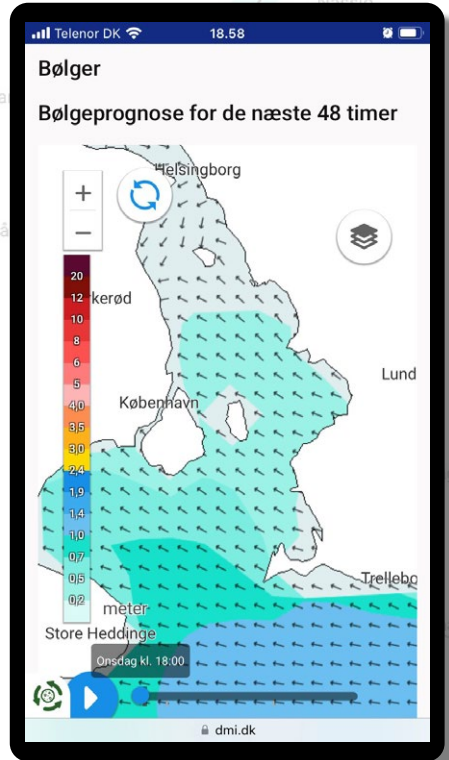 Telenor DK 18.58
Bølger
Bølgeprognose for de næste 48 timer
Helsingborg
+
−
20
12 kerød
10
8
6
5
Lund
4,0
København
3,5
3,0
2,4
1,9
1,4
1,0
0,7
0,5
Trellebo
0,2
meter
Store Heddinge
Onsdag kl. 18:00
dmi.dk